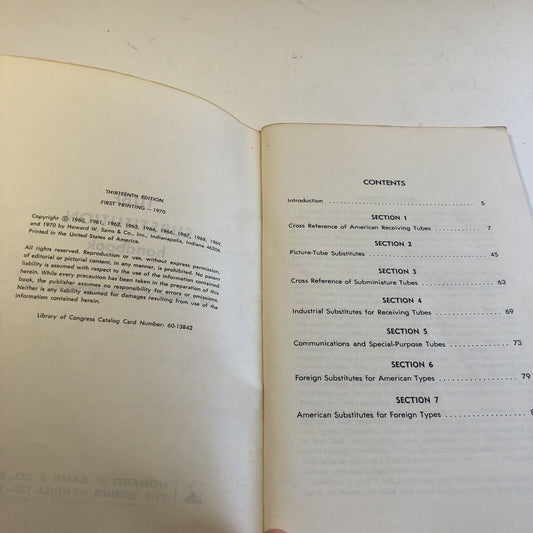 THIRTEENTH EDITION
FIRST PRINTING—1970
Copyright © 1960, 1961, 1962, 1963, 1964, 1966, 1967, 1968, 1969,
and 1970 by Howard W. Sams & Co., Inc., Indianapolis, Indiana 46206.
Printed in the United States of America.
All rights reserved. Reproduction or use, without express permission,
of editorial or pictorial content, in any manner, is prohibited. No patent
liability is assumed with respect to the use of the information contained
herein. While every precaution has been taken in the preparation of this
book, the publisher assumes no responsibility for errors or omissions.
Neither is any liability assumed for damages resulting from use of the
information contained herein.
Library of Congress Catalog Card Number: 60-13842
HOWARD W. SAMS & CO.,
THE BOBBS-MERRILL CO.,
CONTENTS
Introduction 5
SECTION 1
Cross Reference of American Receiving Tubes 7
SECTION 2
Picture-Tube Substitutes 45
SECTION 3
Cross Reference of Subminiature Tubes 63
SECTION 4
Industrial Substitutes for Receiving Tubes 69
SECTION 5
Communications and Special-Purpose Tubes 73
SECTION 6
Foreign Substitutes for American Types 79
SECTION 7
American Substitutes for Foreign Types